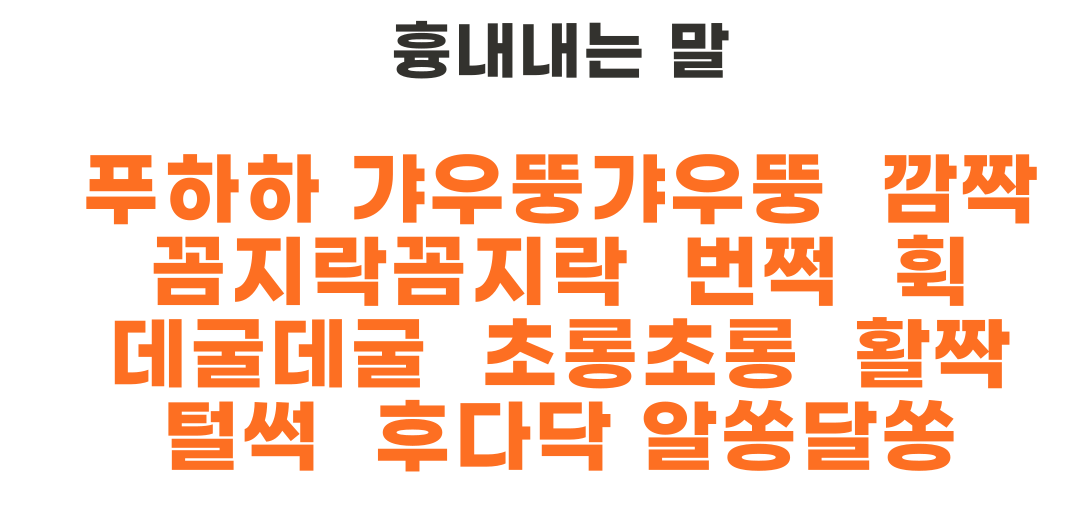 흉내내는 말
푸하하 갸우뚱갸우뚱 깜짝
꼼지락꼼지락 번쩍 휙
데굴데굴 초롱초롱 활짝
털썩 후다닥 알쏭달쏭